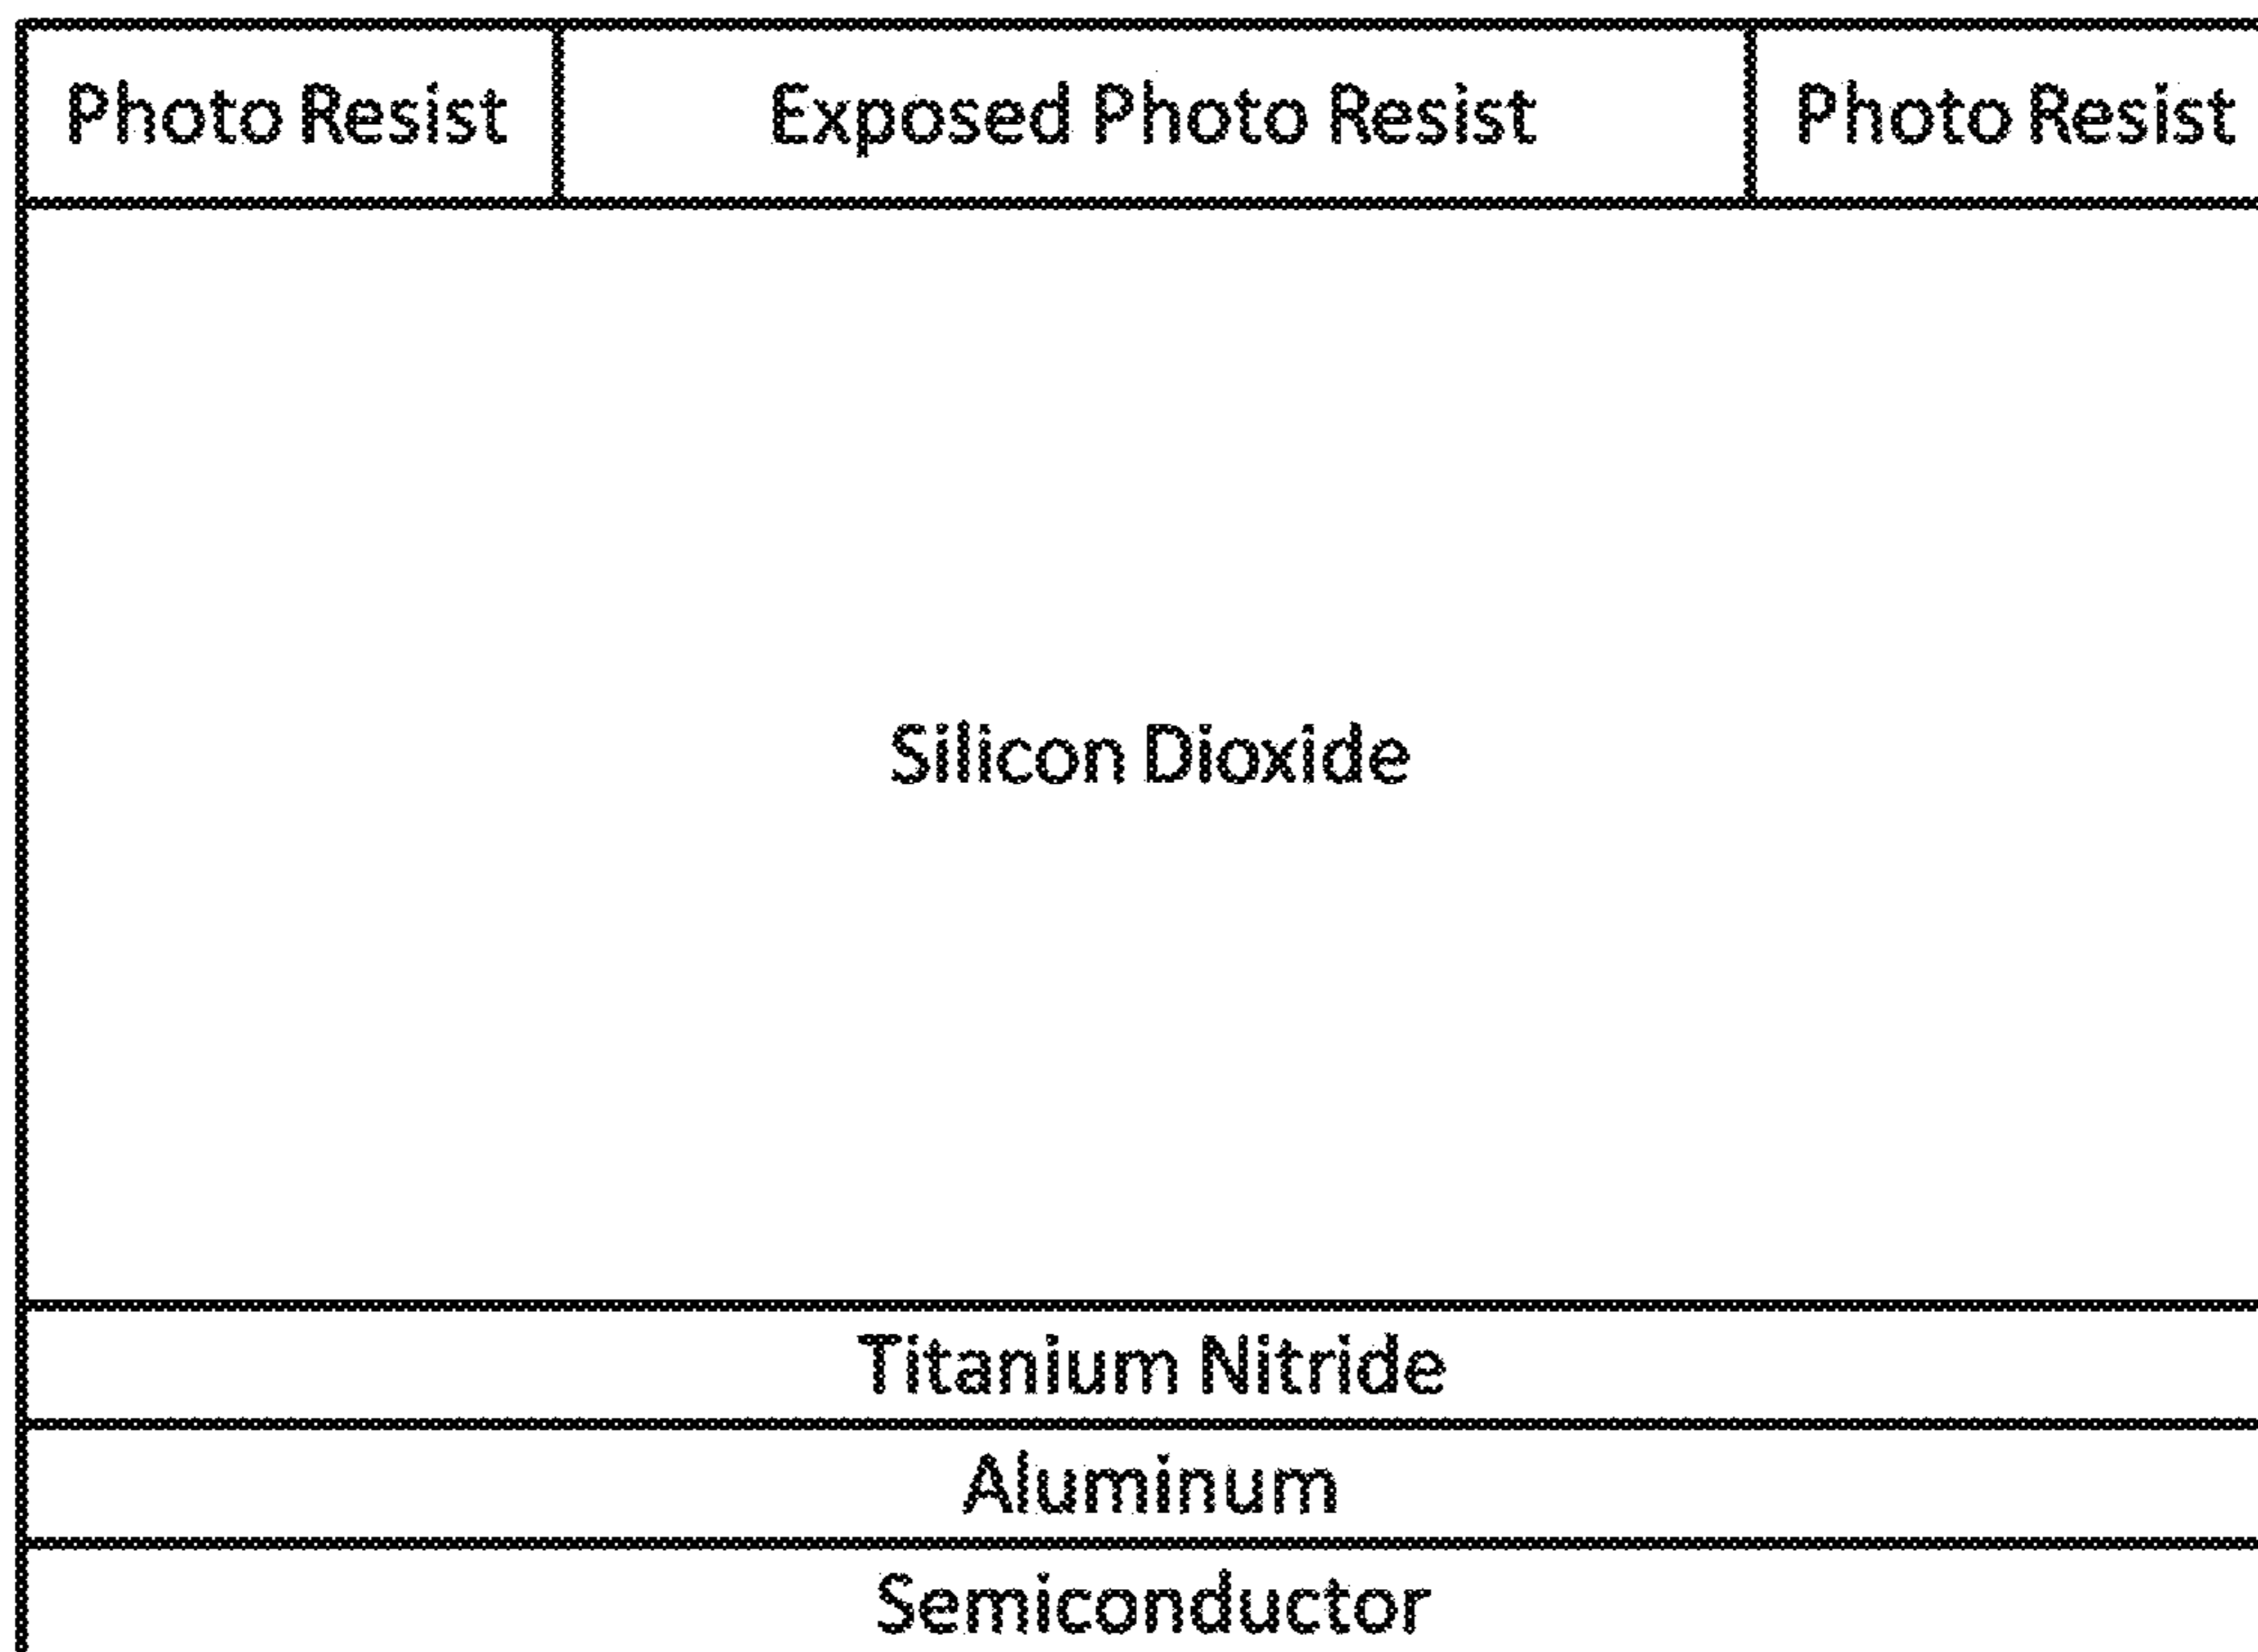 Photo Resist Exposed Photo Resist Photo Resist
Silicon Dioxide
Titanium Nitride
Aluminum
Semiconductor